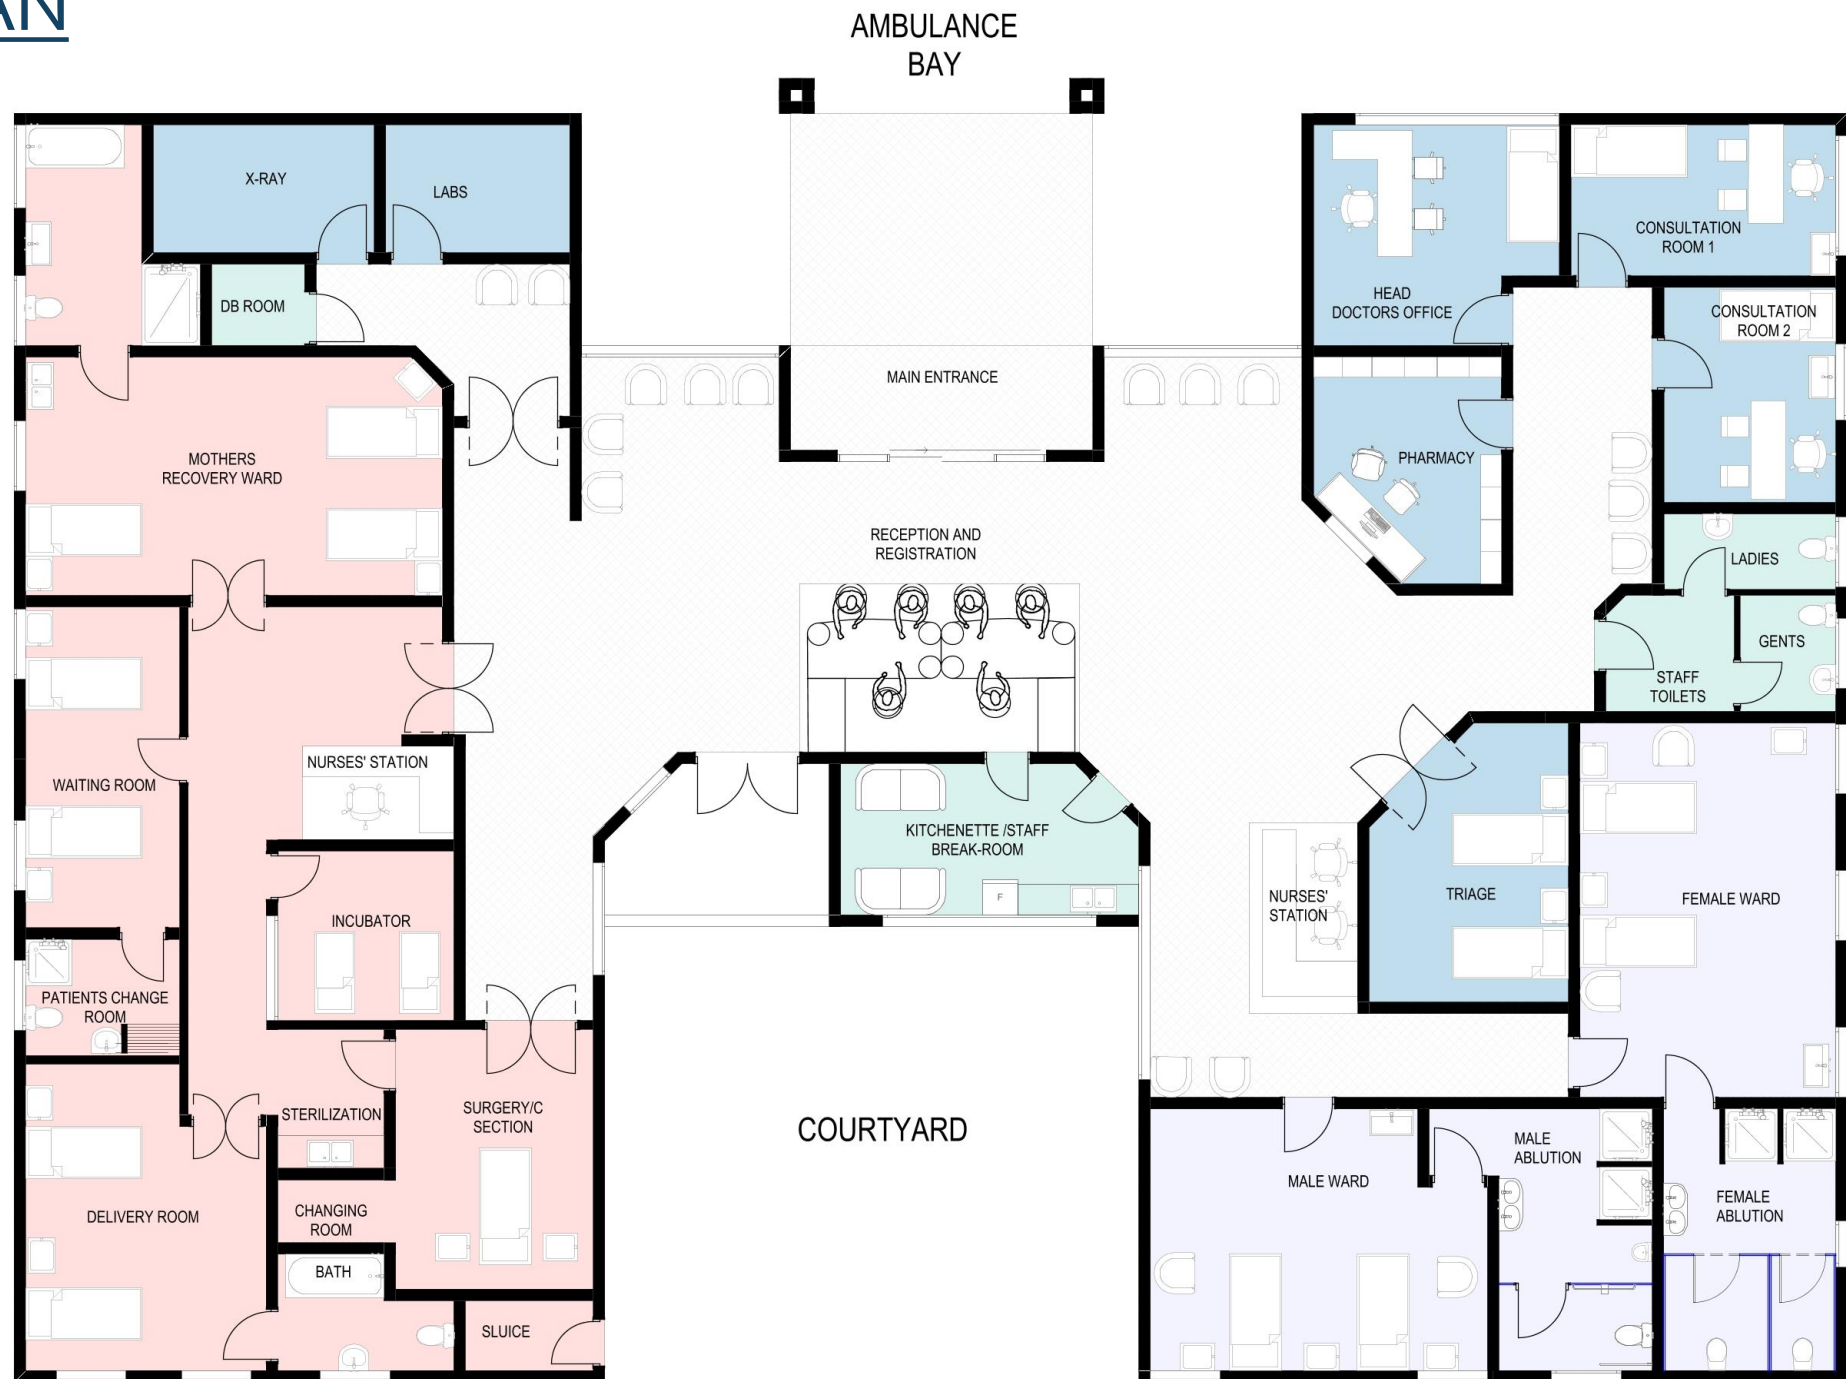 AMBULANCE
BAY
X-RAY
LABS
DB ROOM
MAIN ENTRANCE
HEAD
DOCTORS OFFICE
CONSULTATION
ROOM 1
CONSULTATION
ROOM 2
MOTHERS
RECOVERY WARD
PHARMACY
RECEPTION AND
REGISTRATION
LADIES
GENTS
STAFF
TOILETS
WAITING ROOM
NURSES' STATION
KITCHENETTE /STAFF
BREAK-ROOM
F
NURSES'
STATION
TRIAGE
FEMALE WARD
INCUBATOR
PATIENTS CHANGE
ROOM
STERILIZATION
SURGERY/C
SECTION
COURTYARD
MALE WARD
MALE
ABLUTION
FEMALE
ABLUTION
DELIVERY ROOM
CHANGING
ROOM
BATH
SLUICE